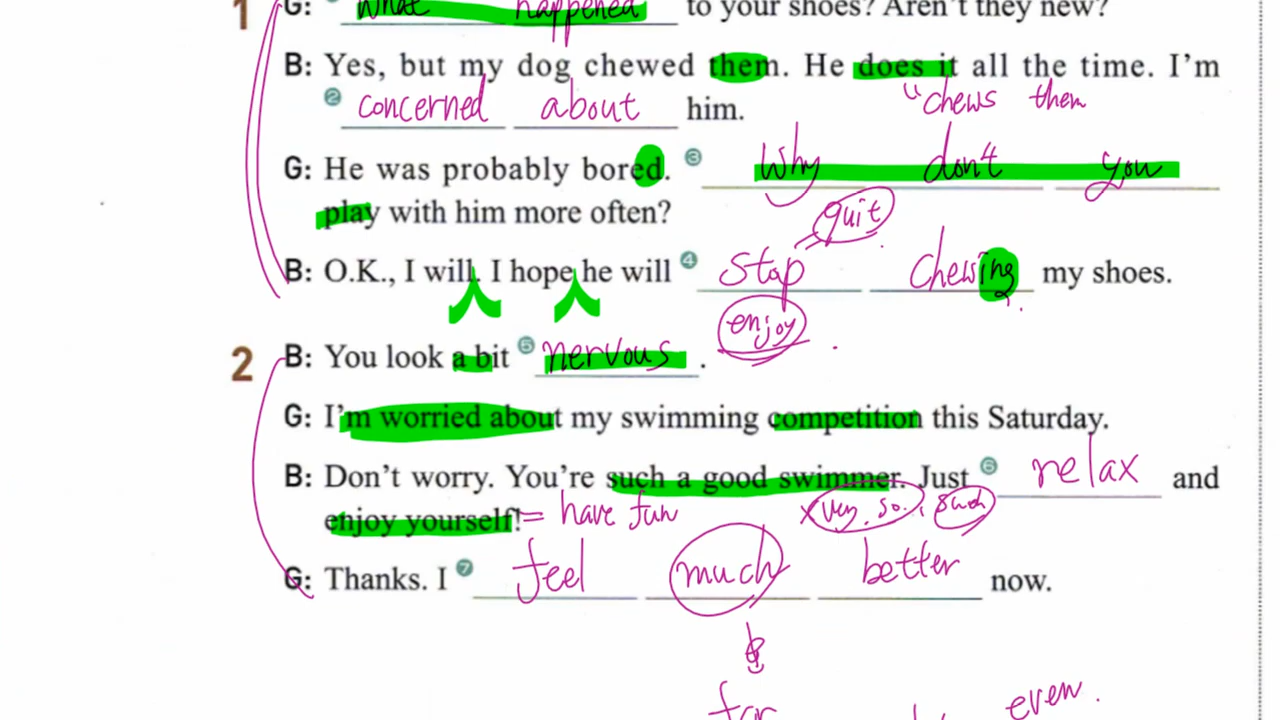 1 G: What happened to your shoes? Aren't they new?
B: Yes, but my dog chewed them. He does it all the time. I'm
② concerned about him.
"chews them
G: He was probably bored. ③ Why don't you
play with him more often?
quit
B: O.K., I will. I hope he will ④ stop chewing my shoes.
enjoy
2 B: You look a bit ⑤ nervous.
G: I'm worried about my swimming competition this Saturday.
B: Don't worry. You're such a good swimmer. Just ⑥ relax and
enjoy yourself! = have fun
x very, so, such
G: Thanks. I ⑦ feel much better now.
far even.